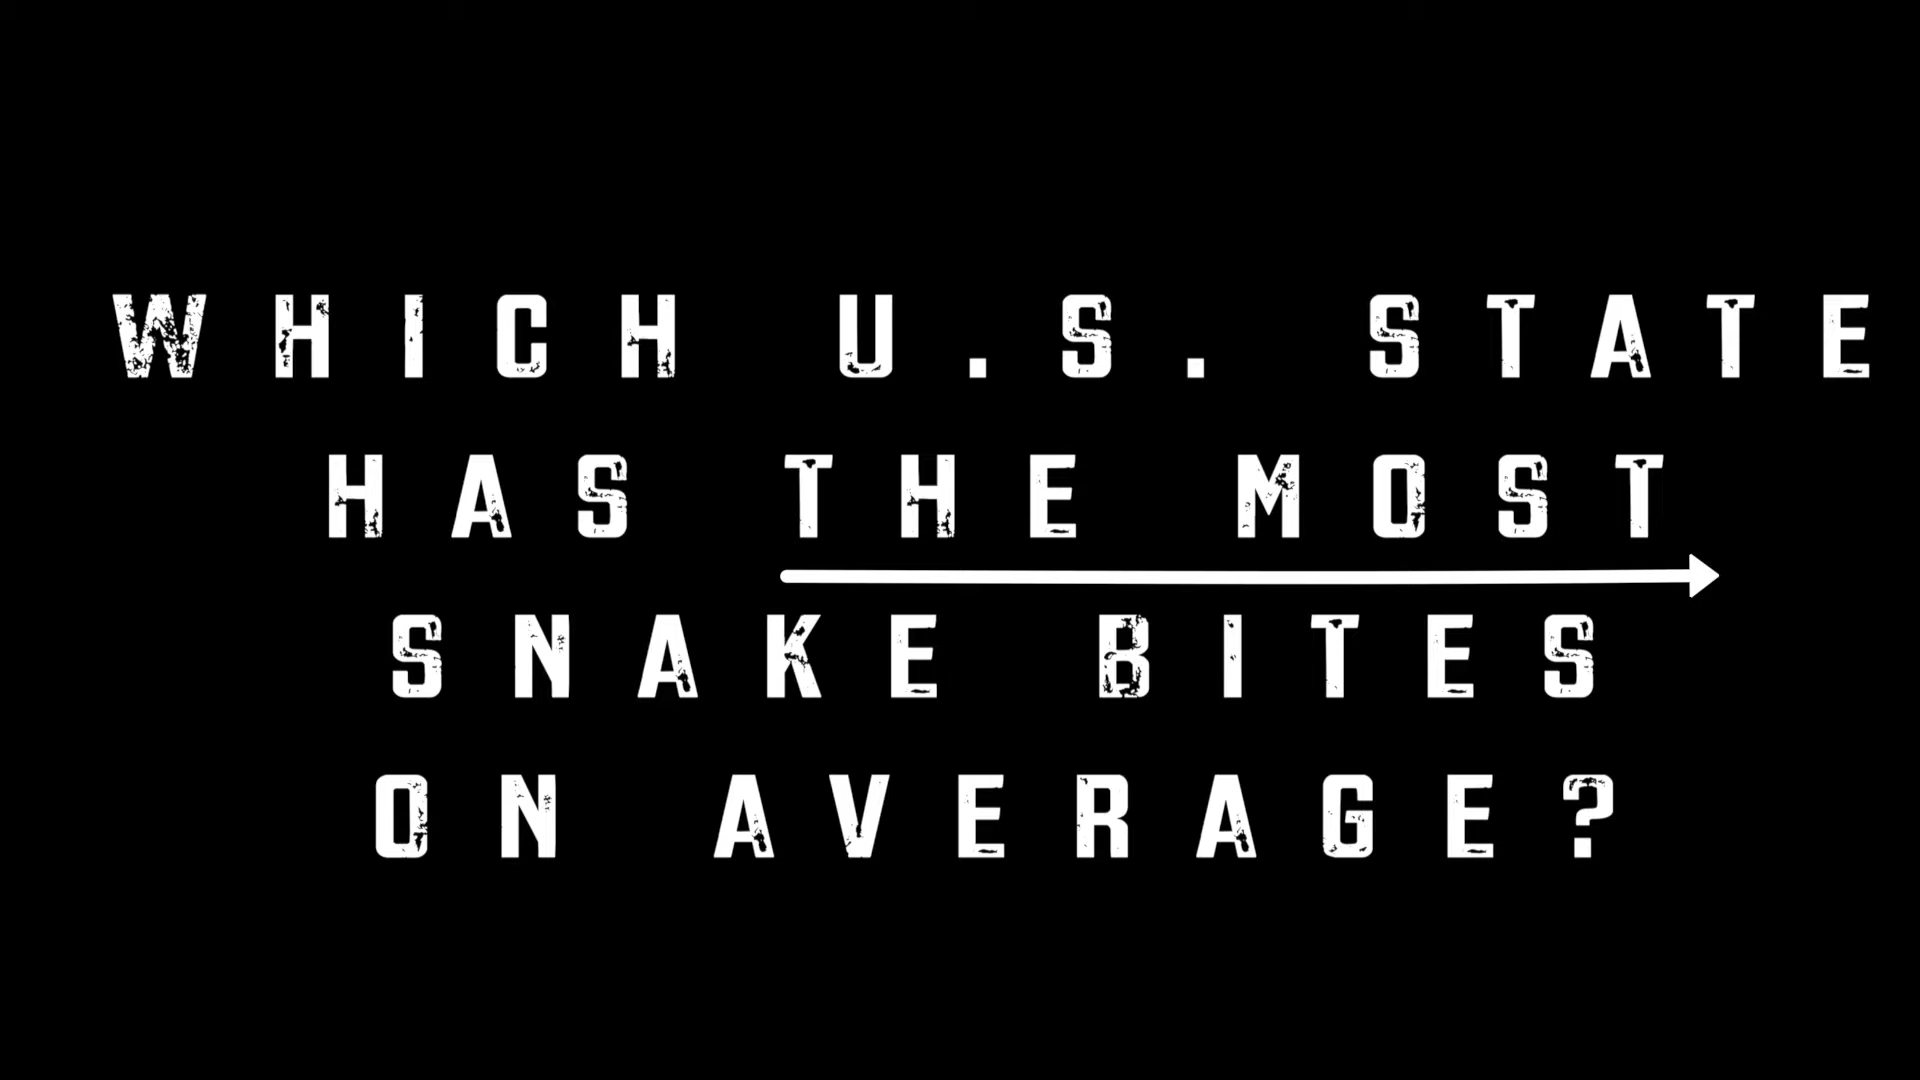 WHICH U.S. STATE
HAS THE MOST
SNAKE BITES
ON AVERAGE?